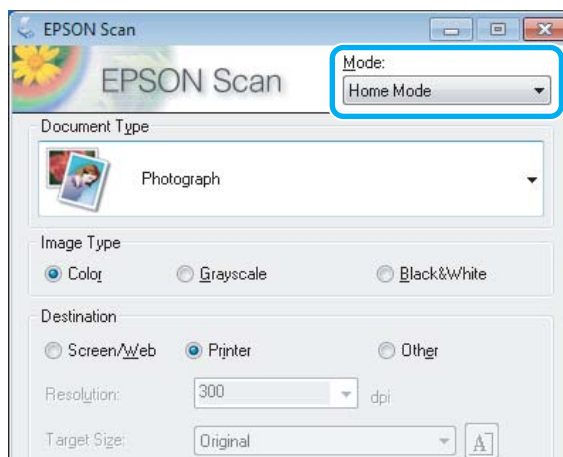 EPSON Scan
EPSON Scan
Mode:
Home Mode
Document Type
Photograph
Image Type
Color Grayscale Black&White
Destination
Screen/Web Printer Other
Resolution: 300 dpi
Target Size: Original A